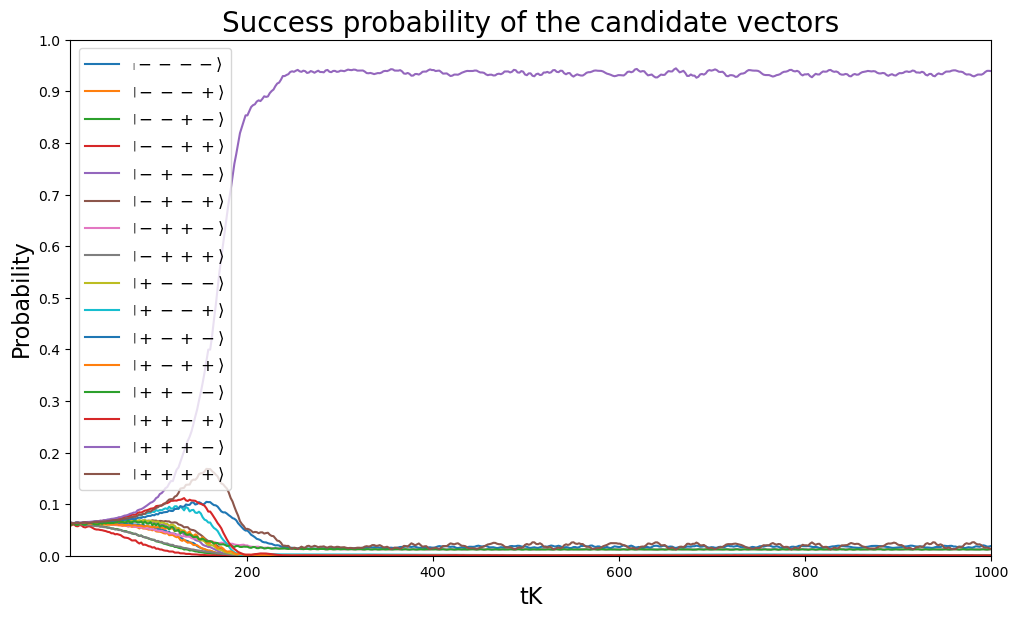 Success probability of the candidate vectors
1.0
0.9
0.8
0.7
0.6
0.5
0.4
0.3
0.2
0.1
0.0
Probability
|− − − −⟩
|− − − +⟩
|− − + −⟩
|− − + +⟩
|− + − −⟩
|− + − +⟩
|− + + −⟩
|− + + +⟩
|+ − − −⟩
|+ − − +⟩
|+ − + −⟩
|+ − + +⟩
|+ + − −⟩
|+ + − +⟩
|+ + + −⟩
|+ + + +⟩
200 400 600 800 1000
tK